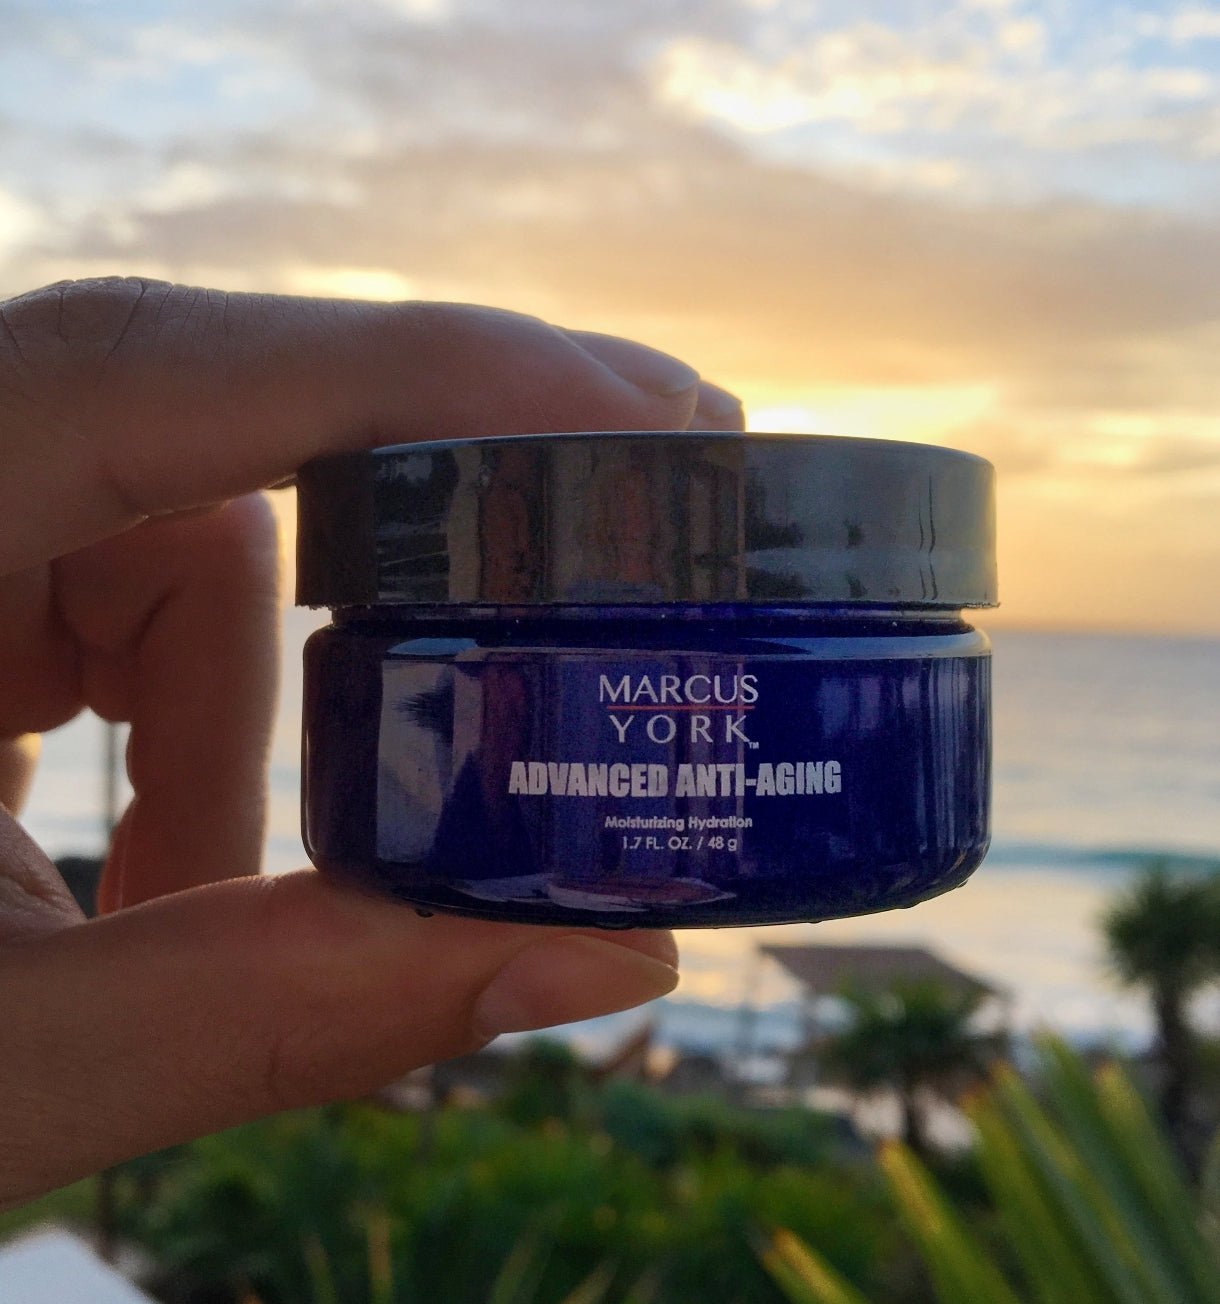 MARCUS
YORK™
ADVANCED ANTI-AGING
Moisturizing Hydration
1.7 FL. OZ. / 48 g